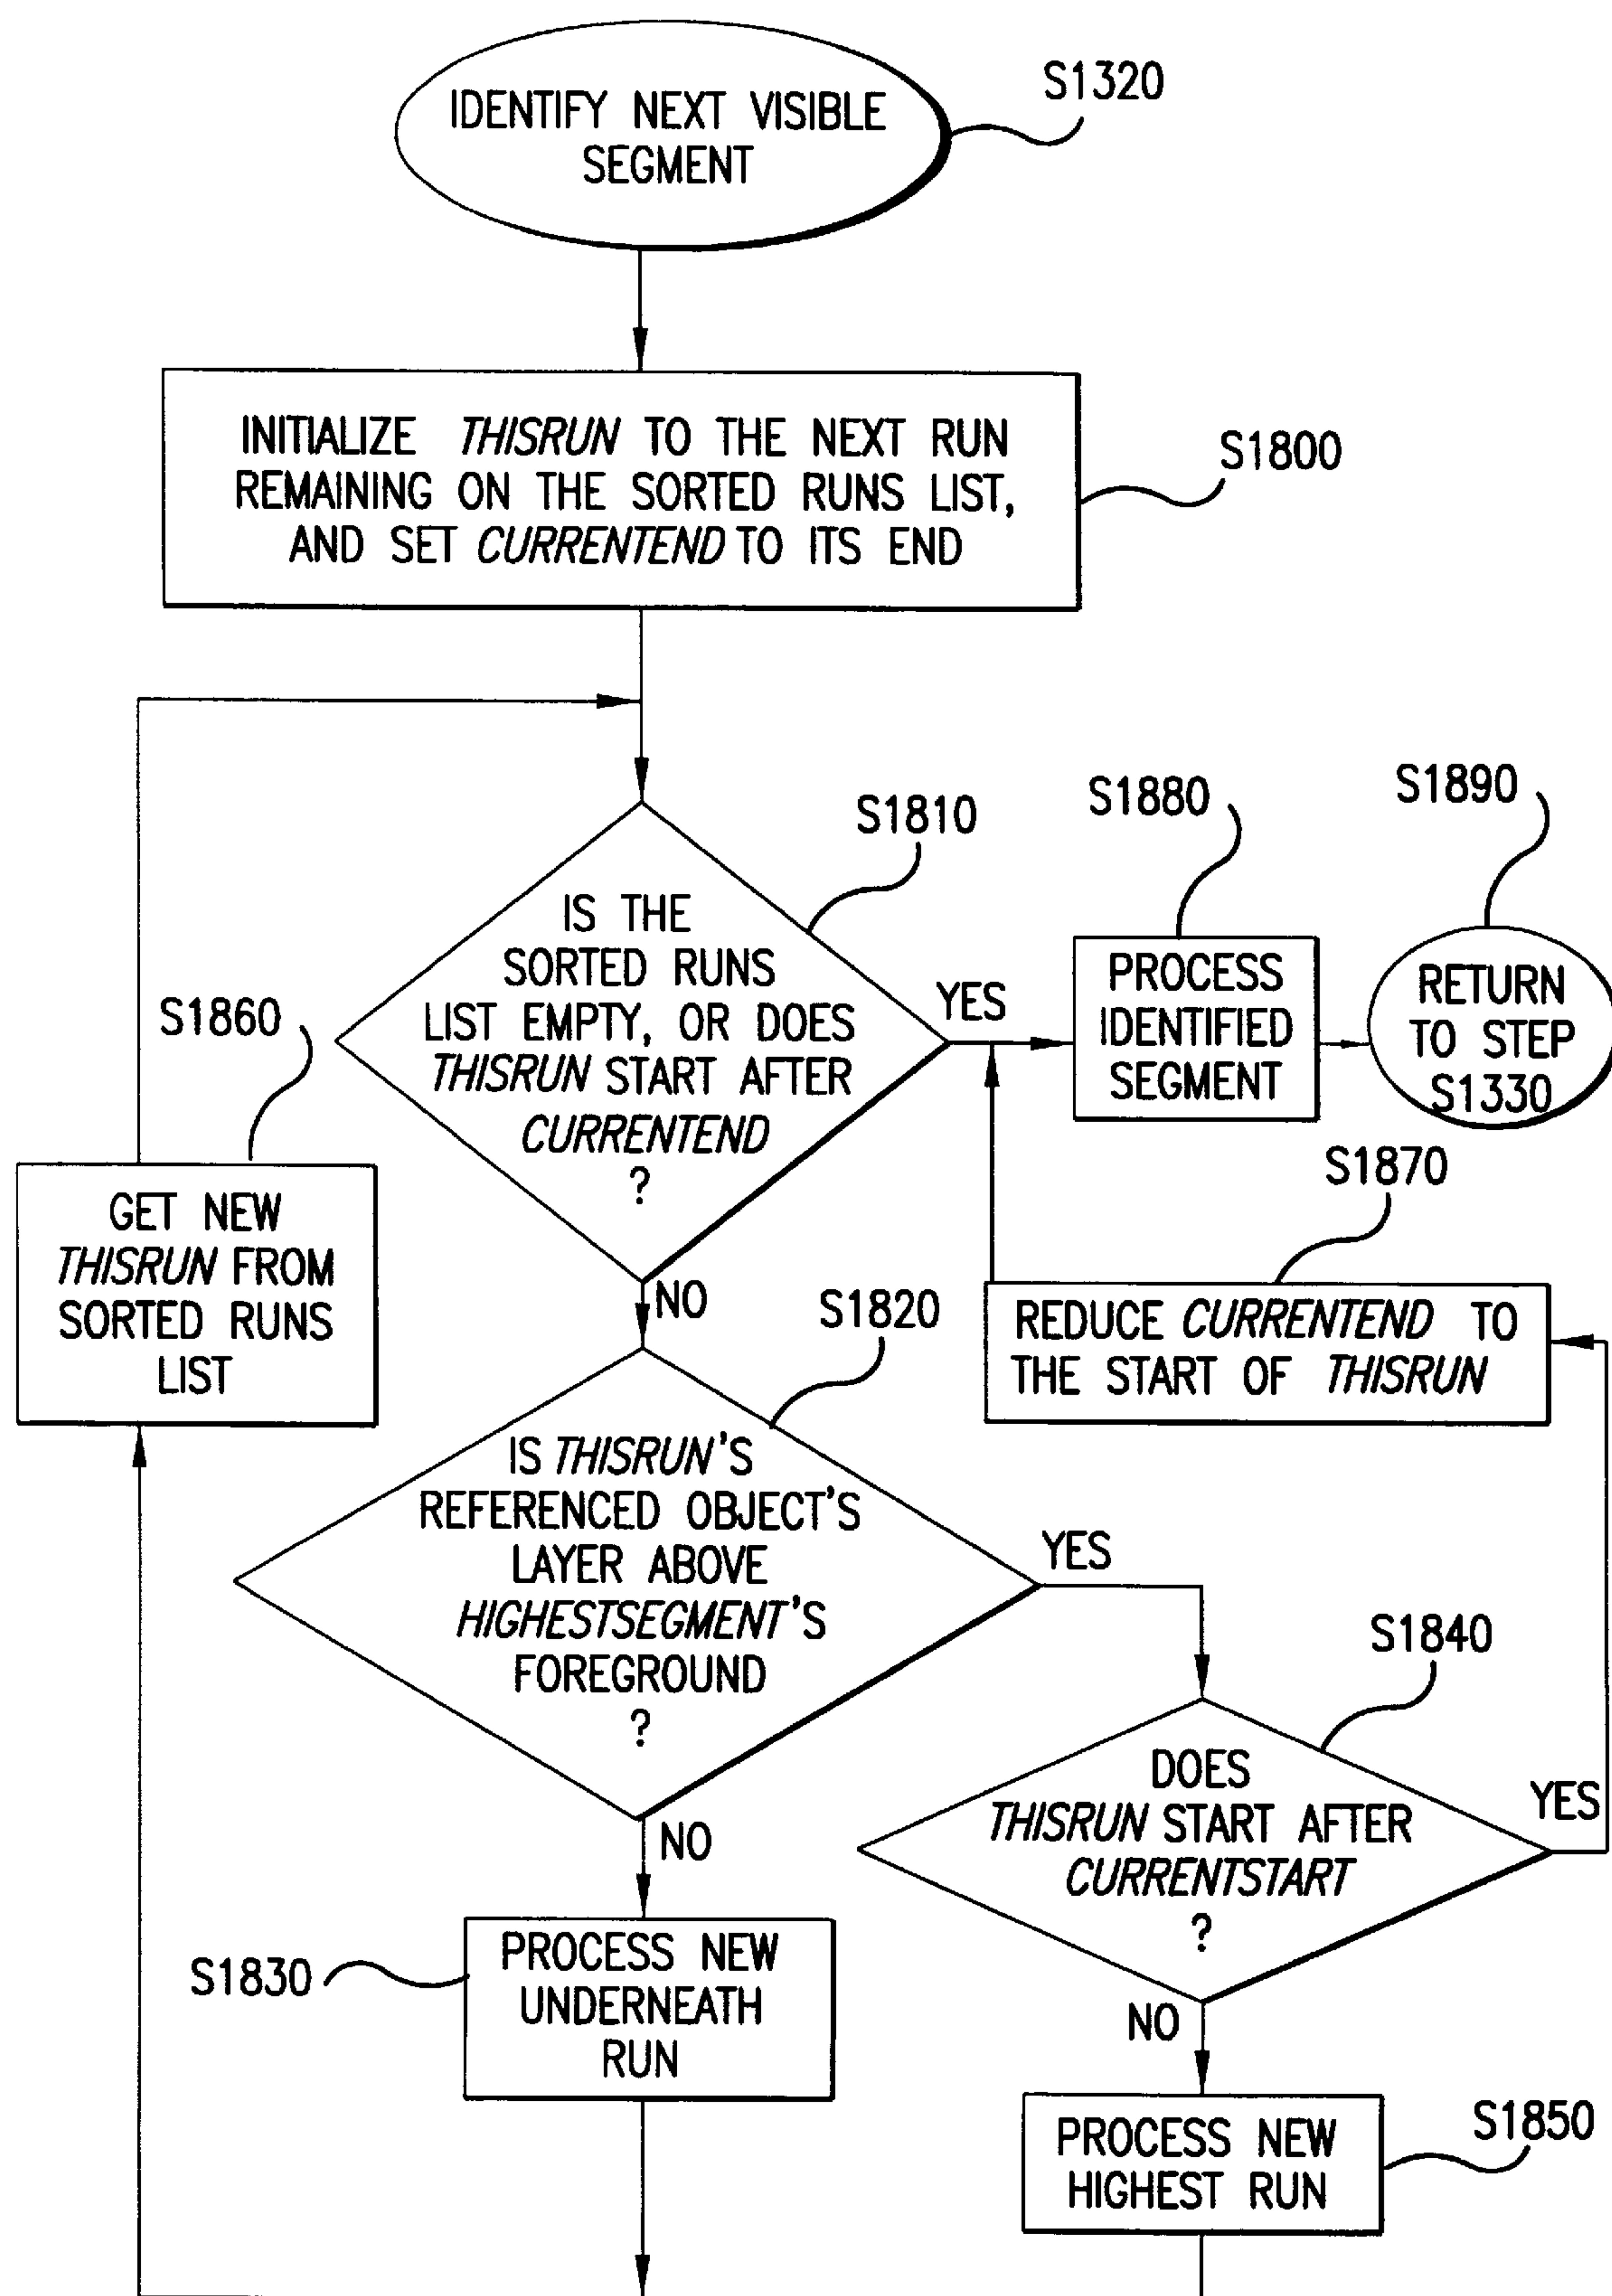 IDENTIFY NEXT VISIBLE
SEGMENT
S1320
INITIALIZE THISRUN TO THE NEXT RUN
REMAINING ON THE SORTED RUNS LIST,
AND SET CURRENTEND TO ITS END
S1800
S1810
IS THE
SORTED RUNS
LIST EMPTY, OR DOES
THISRUN START AFTER
CURRENTEND
?
YES
NO
S1880
PROCESS
IDENTIFIED
SEGMENT
S1890
RETURN
TO STEP
S1330
S1860
GET NEW
THISRUN FROM
SORTED RUNS
LIST
S1870
REDUCE CURRENTEND TO
THE START OF THISRUN
S1820
IS THISRUN'S
REFERENCED OBJECT'S
LAYER ABOVE
HIGHESTSEGMENT'S
FOREGROUND
?
YES
NO
S1840
DOES
THISRUN START AFTER
CURRENTSTART
?
YES
NO
S1830
PROCESS NEW
UNDERNEATH
RUN
S1850
PROCESS NEW
HIGHEST RUN